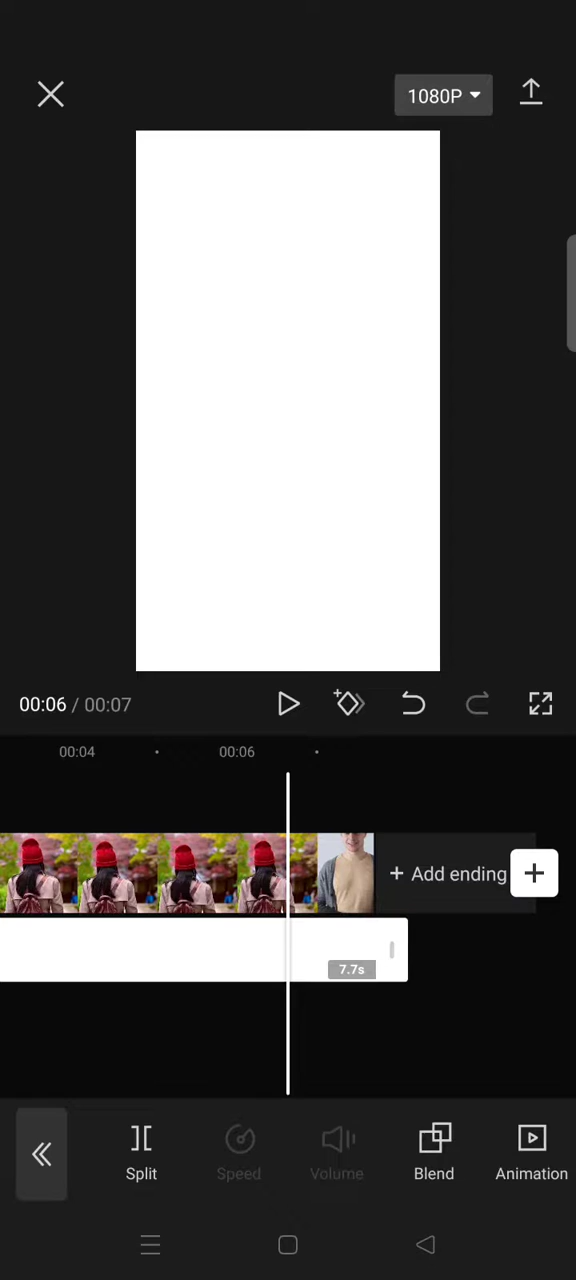 1080P
00:06 / 00:07
00:04
00:06
+ Add ending
7.7s
Split
Speed
Volume
Blend
Animation